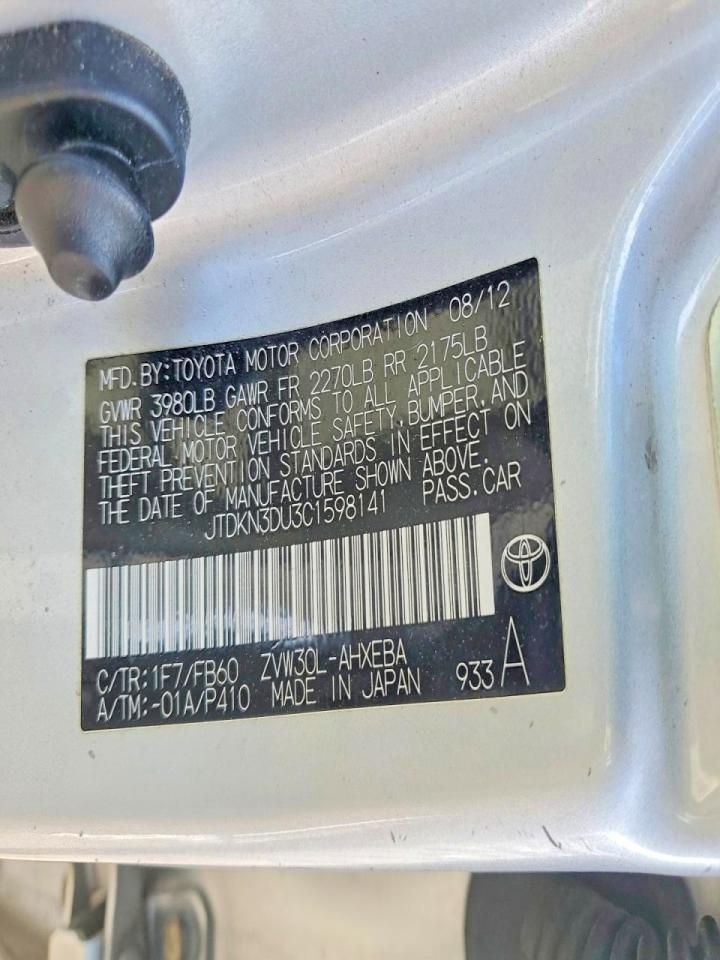 MFD. BY: TOYOTA MOTOR CORPORATION 08/12
GVWR 3980LB GAWR FR 2270LB RR 2175LB
THIS VEHICLE CONFORMS TO ALL APPLICABLE
FEDERAL MOTOR VEHICLE SAFETY, BUMPER, AND
THEFT PREVENTION STANDARDS IN EFFECT ON
THE DATE OF MANUFACTURE SHOWN ABOVE.
JTDKN3DU3C1598141 PASS. CAR
C/TR: 1F7/FB60 ZVW30L-AHXEBA
A/TM: -01A/P410 MADE IN JAPAN 933 A